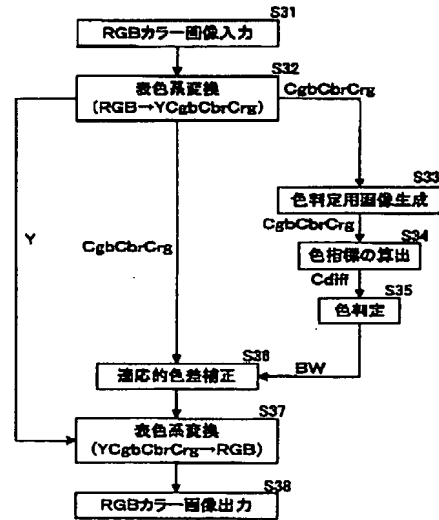 S31
RGBカラー画像入力
S32
表色系変換
(RGB→YCgbCbrCrg)
CgbCbrCrg
S33
色判定用画像生成
Y
CgbCbrCrg
CgbCbrCrg
S34
色指標の算出
Cdiff
S35
色判定
S36
BW
適応的色差補正
S37
表色系変換
(YCgbCbrCrg→RGB)
S38
RGBカラー画像出力